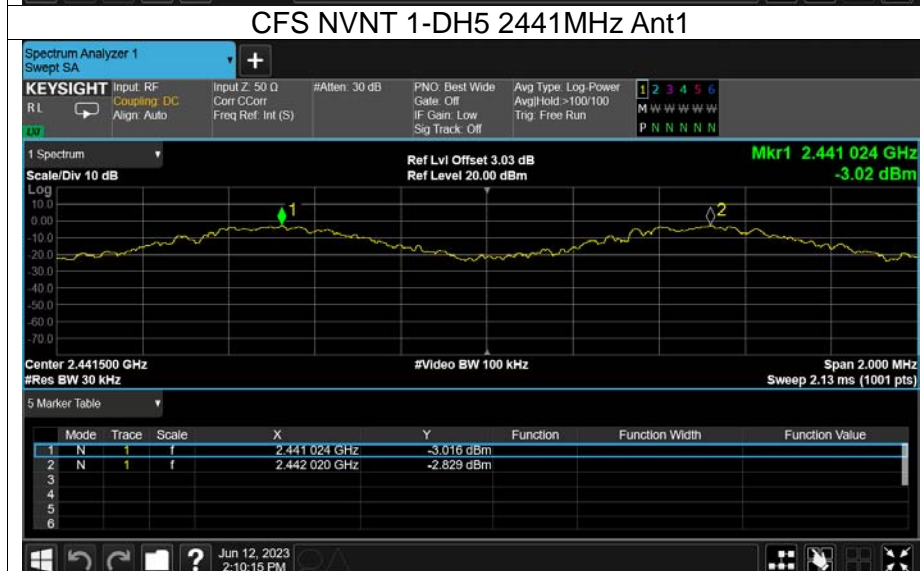 CFS NVNT 1-DH5 2441MHz Ant1
Spectrum Analyzer 1
Swept SA
+
KEYSIGHT Input: RF Input Z: 50 Ω #Atten: 30 dB PNO: Best Wide Avg Type: Log-Power 1 2 3 4 5 6
RL Coupling: DC Corr CCorr Gate: Off Avg|Hold:>100/100 M W W W W W
Align: Auto Freq Ref: Int (S) IF Gain: Low Trig: Free Run
LXI Sig Track: Off P N N N N N
1 Spectrum Ref Lvl Offset 3.03 dB Mkr1 2.441 024 GHz
Scale/Div 10 dB Ref Level 20.00 dBm -3.02 dBm
Log
10.0
0.00
-10.0
-20.0
-30.0
-40.0
-50.0
-60.0
-70.0
1
2
Center 2.441500 GHz #Video BW 100 kHz Span 2.000 MHz
#Res BW 30 kHz Sweep 2.13 ms (1001 pts)
5 Marker Table
Mode Trace Scale X Y Function Function Width Function Value
1 N 1 f 2.441 024 GHz -3.016 dBm
2 N 1 f 2.442 020 GHz -2.829 dBm
3
4
5
6
? Jun 12, 2023
2:10:15 PM